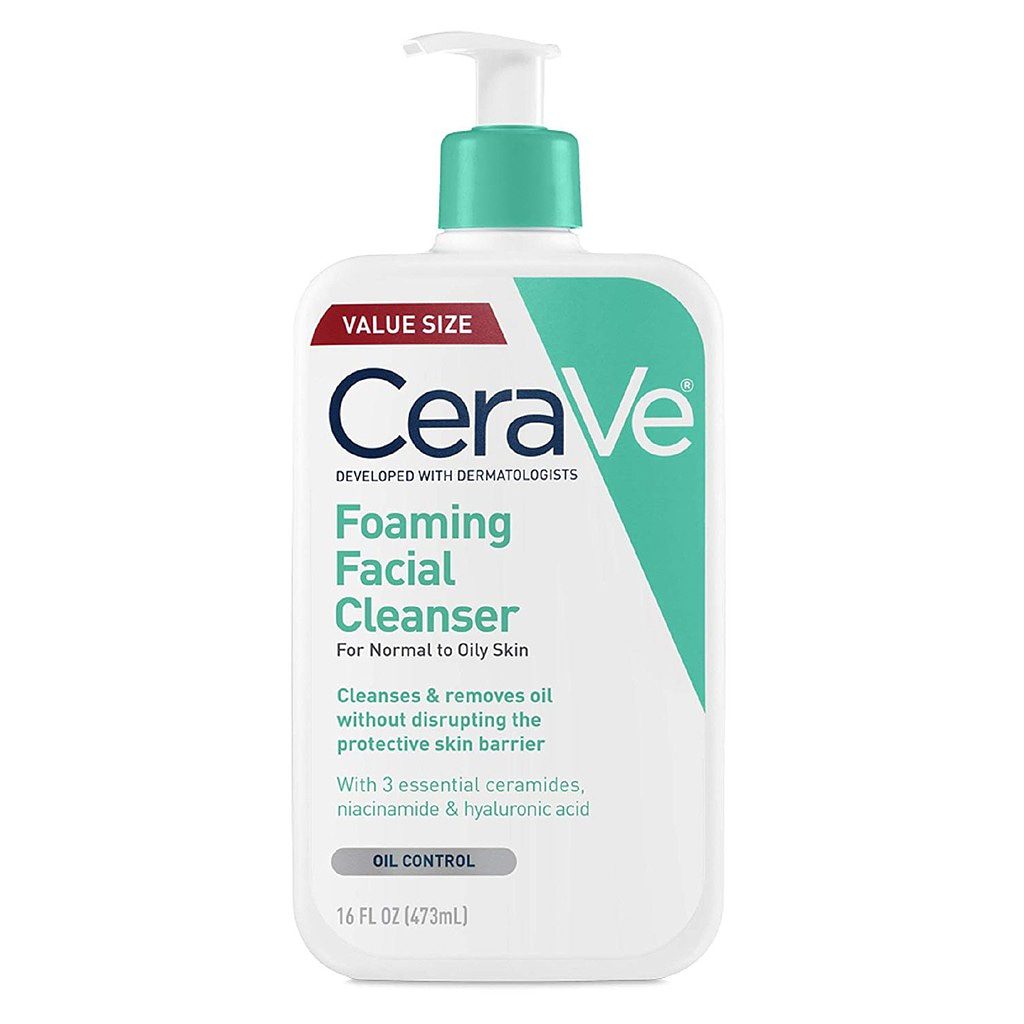 VALUE SIZE
CeraVe®
DEVELOPED WITH DERMATOLOGISTS
Foaming
Facial
Cleanser
For Normal to Oily Skin
Cleanses & removes oil
without disrupting the
protective skin barrier
With 3 essential ceramides,
niacinamide & hyaluronic acid
OIL CONTROL
16 FL OZ (473mL)